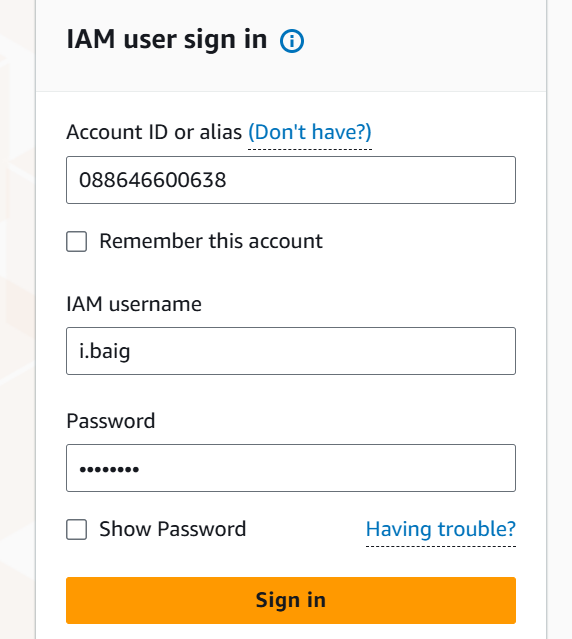 IAM user sign in
Account ID or alias (Don't have?)
088646600638
Remember this account
IAM username
i.baig
Password
••••••••
Show Password
Having trouble?
Sign in